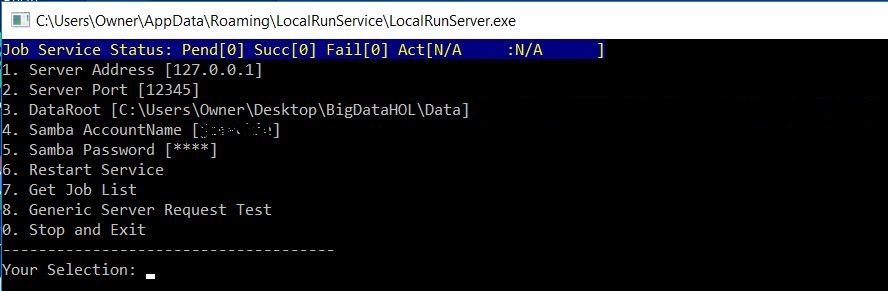 C:\Users\Owner\AppData\Roaming\LocalRunService\LocalRunServer.exe
Job Service Status: Pend[0] Succ[0] Fail[0] Act[N/A     :N/A      ]
1. Server Address [127.0.0.1]
2. Server Port [12345]
3. DataRoot [C:\Users\Owner\Desktop\BigDataHOL\Data]
4. Samba AccountName [ ]
5. Samba Password [****]
6. Restart Service
7. Get Job List
8. Generic Server Request Test
0. Stop and Exit
-------------------------------------
Your Selection: _